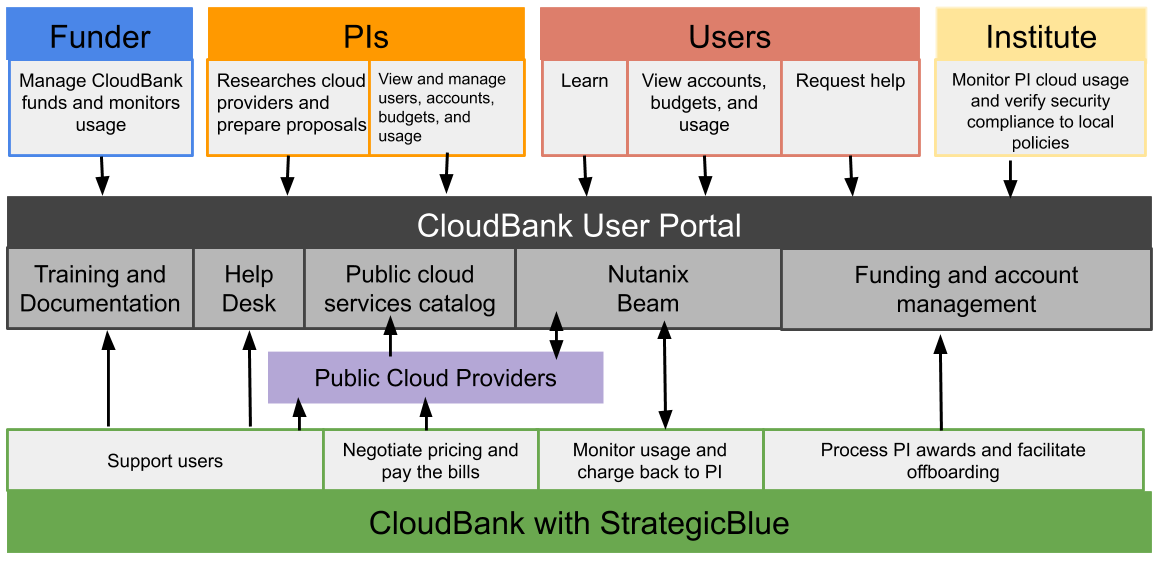 Funder
PIs
Users
Institute
Manage CloudBank
funds and monitors
usage
Researches cloud
providers and
prepare proposals
View and manage
users, accounts,
budgets, and
usage
Learn
View accounts,
budgets, and
usage
Request help
Monitor PI cloud usage
and verify security
compliance to local
policies
CloudBank User Portal
Training and
Documentation
Help
Desk
Public cloud
services catalog
Nutanix
Beam
Funding and account
management
Public Cloud Providers
Support users
Negotiate pricing and
pay the bills
Monitor usage and
charge back to PI
Process PI awards and facilitate
offboarding
CloudBank with StrategicBlue